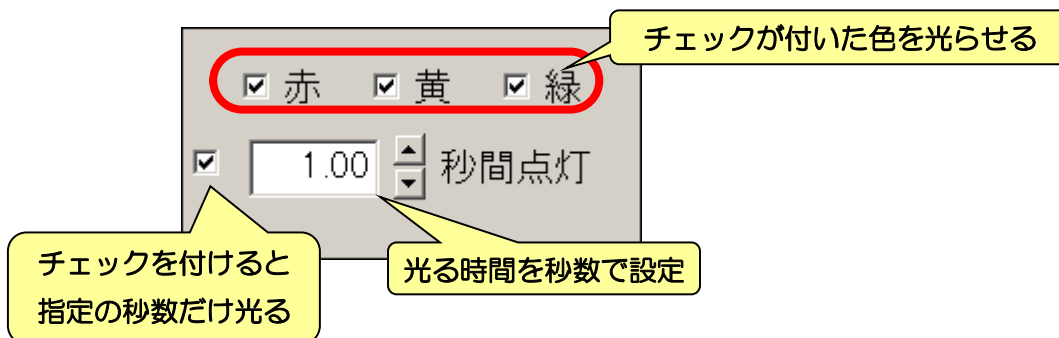 チェックが付いた色を光らせる
赤 黄 緑
1.00 秒間点灯
チェックを付けると
指定の秒数だけ光る
光る時間を秒数で設定